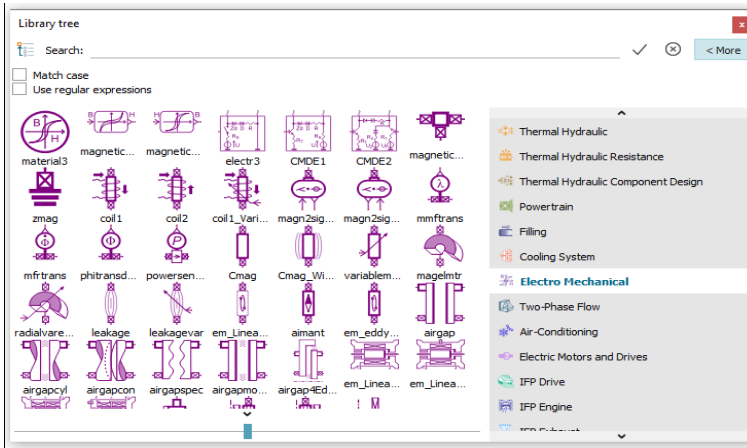 Library tree
x
Search:
< More
Match case
Use regular expressions
material3 magnetic... magnetic... electr3 CMDE1 CMDE2 magnetic...
zmag coil1 coil2 coil1_Vari... magn2sig... magn2sig... mmftrans
mfrtrans phitransd... powersen... Cmag Cmag_Wi... variablem... magelmtr
radialvare... leakage leakagevar em_Linea... aimant em_eddy... airgap
airgapcyl airgapcon airgapspec airgapmo... airgap4Ed... em_Linea... em_Linea...
Thermal Hydraulic
Thermal Hydraulic Resistance
Thermal Hydraulic Component Design
Powertrain
Filling
Cooling System
Electro Mechanical
Two-Phase Flow
Air-Conditioning
Electric Motors and Drives
IFP Drive
IFP Engine
IFP Exhaust